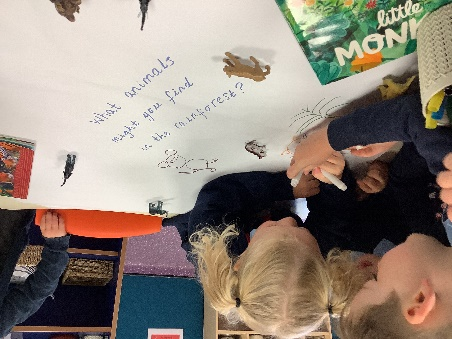 little
MONK
What animals
might you find
in the rainforest?